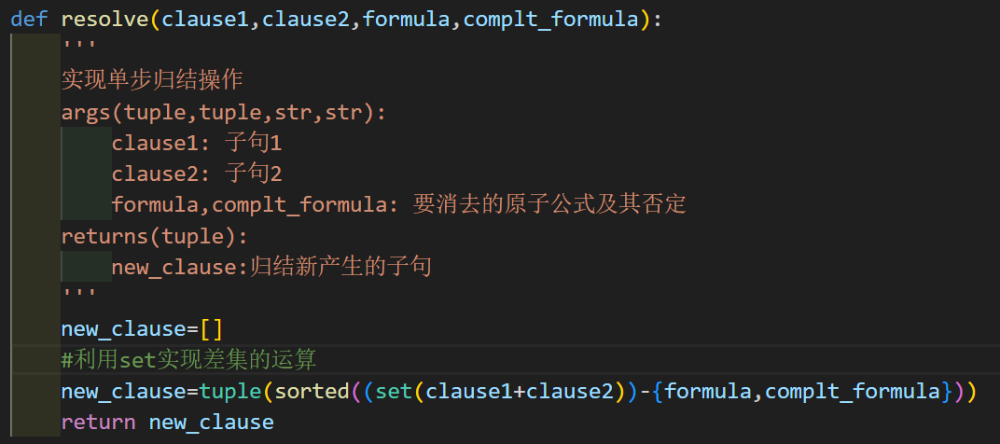 def resolve(clause1,clause2,formula,complt_formula):
    '''
    实现单步归结操作
    args(tuple,tuple,str,str):
        clause1: 子句1
        clause2: 子句2
        formula,complt_formula: 要消去的原子公式及其否定
    returns(tuple):
        new_clause:归结新产生的子句
    '''
    new_clause=[]
    #利用set实现差集的运算
    new_clause=tuple(sorted((set(clause1+clause2))-{formula,complt_formula}))
    return new_clause